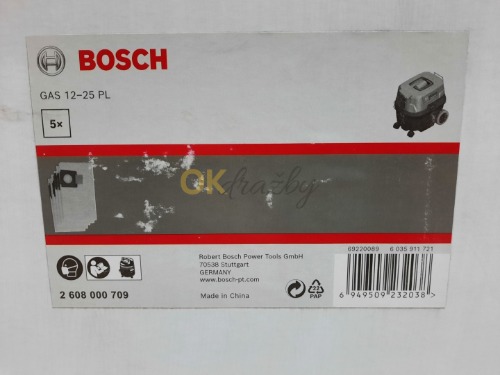 BOSCH
GAS 12-25 PL
5x
OKdražby
Robert Bosch Power Tools GmbH
70538 Stuttgart
GERMANY
www.bosch-pt.com
Made in China
22
PAP
69220069 6 035 911 721
6 949509 232038 >
2 608 000 709